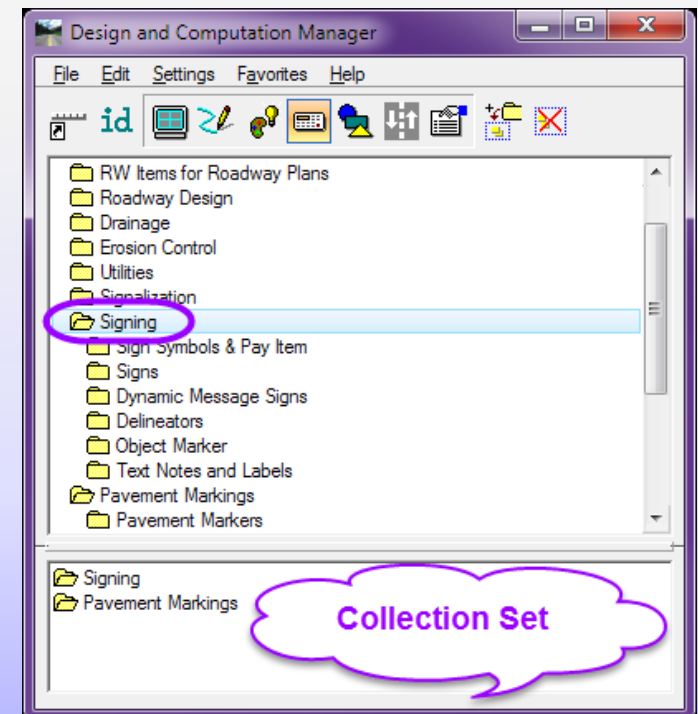 Design and Computation Manager
File Edit Settings Favorites Help
id
RW Items for Roadway Plans
Roadway Design
Drainage
Erosion Control
Utilities
Signalization
Signing
Sign Symbols & Pay Item
Signs
Dynamic Message Signs
Delineators
Object Marker
Text Notes and Labels
Pavement Markings
Pavement Markers
Signing
Pavement Markings
Collection Set